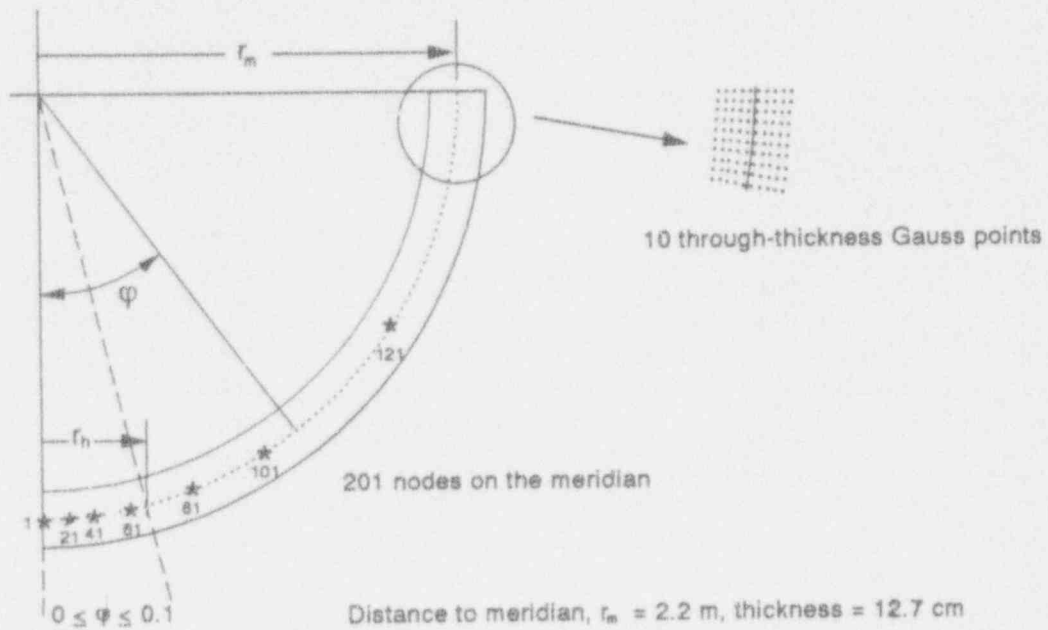 r_m
10 through-thickness Gauss points
φ
121
r_h
101
201 nodes on the meridian
81
61
41
21
1
0 ≤ φ ≤ 0.1
Distance to meridian, r_m = 2.2 m, thickness = 12.7 cm